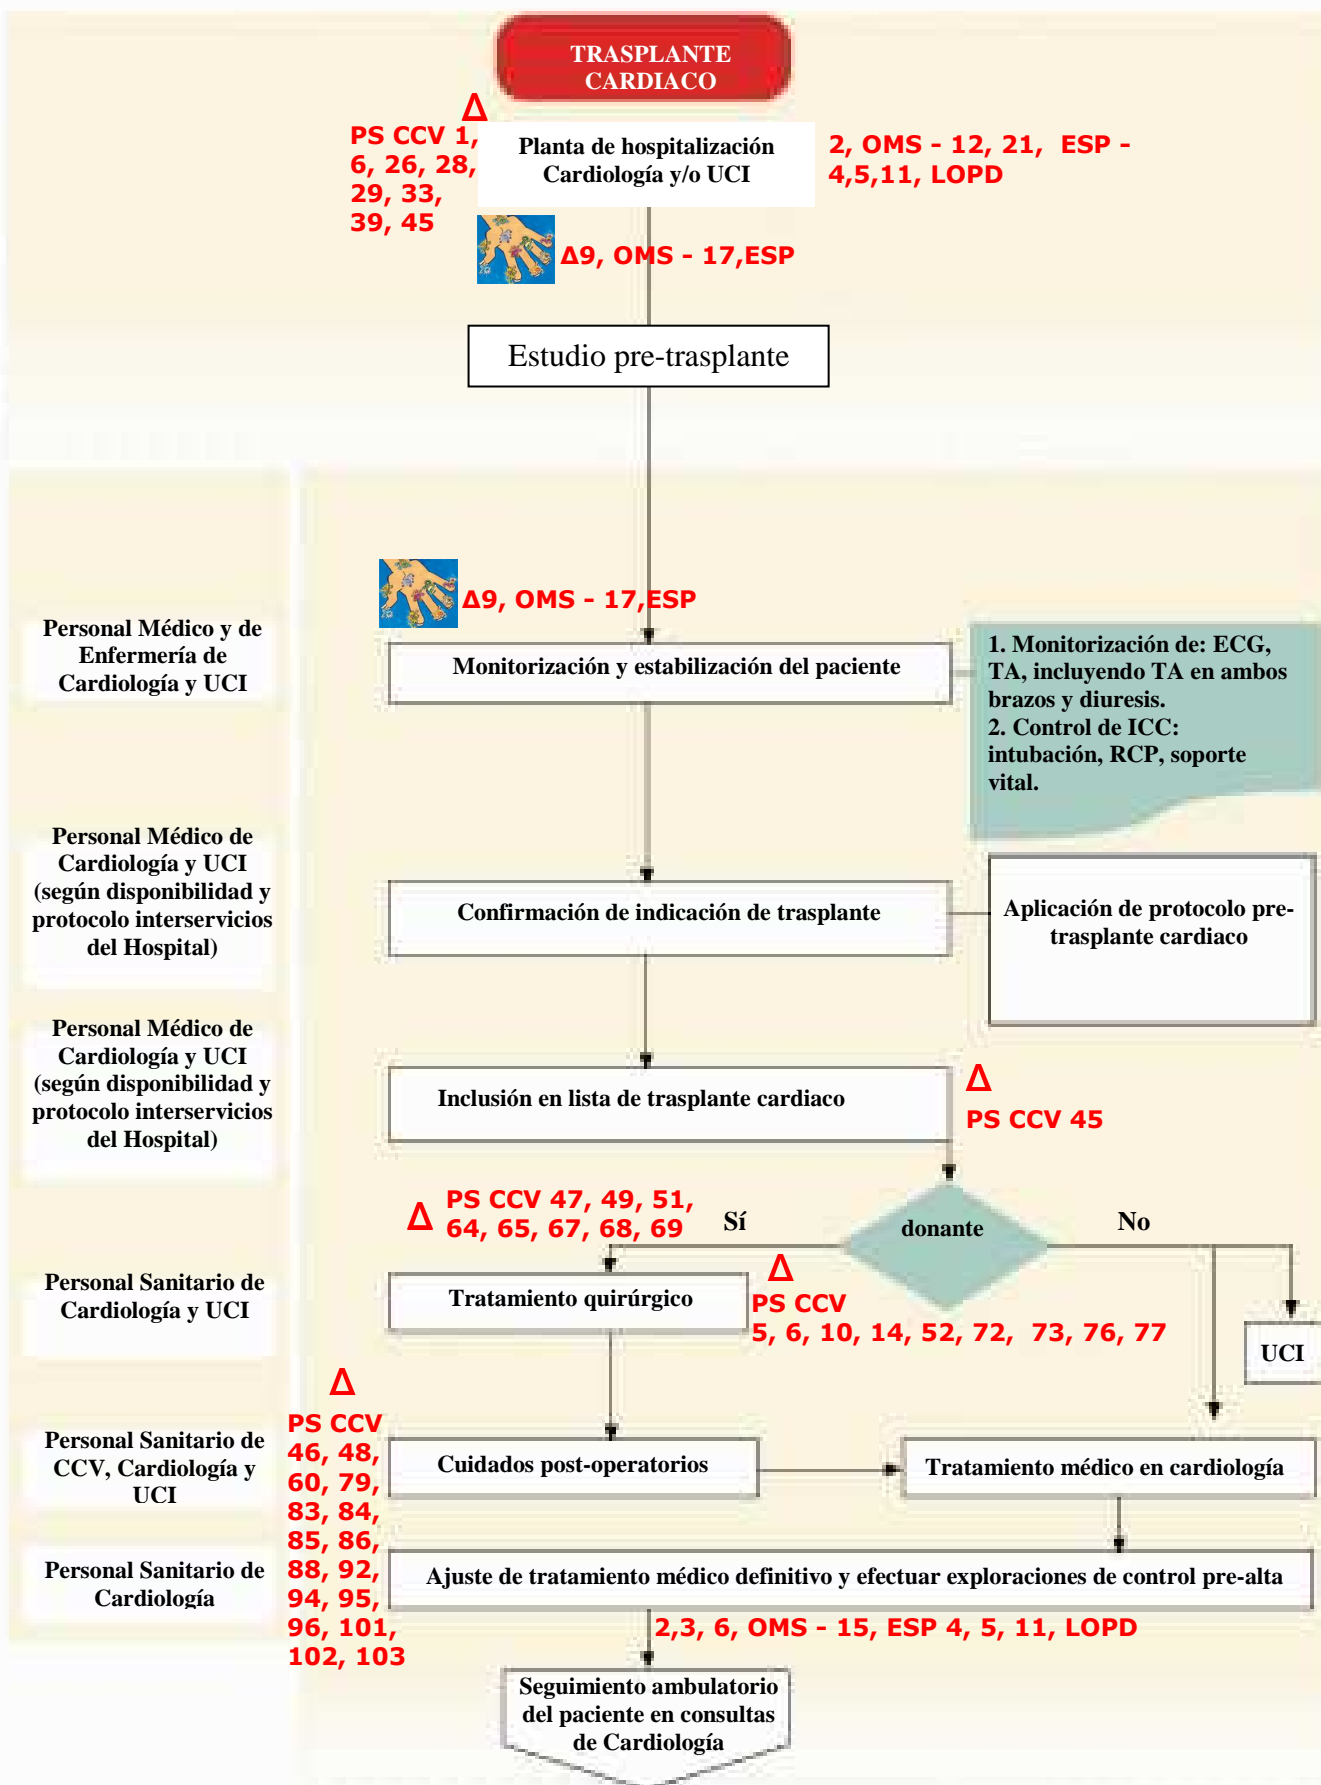 TRASPLANTE
CARDIACO
Δ
PS CCV 1,
6, 26, 28,
29, 33,
39, 45
Planta de hospitalización
Cardiología y/o UCI
2, OMS - 12, 21, ESP -
4,5,11, LOPD
Δ9, OMS - 17,ESP
Estudio pre-trasplante
Δ9, OMS - 17,ESP
Personal Médico y de
Enfermería de
Cardiología y UCI
Monitorización y estabilización del paciente
1. Monitorización de: ECG,
TA, incluyendo TA en ambos
brazos y diuresis.
2. Control de ICC:
intubación, RCP, soporte
vital.
Personal Médico de
Cardiología y UCI
(según disponibilidad y
protocolo interservicios
del Hospital)
Confirmación de indicación de trasplante
Aplicación de protocolo pre-
trasplante cardiaco
Personal Médico de
Cardiología y UCI
(según disponibilidad y
protocolo interservicios
del Hospital)
Inclusión en lista de trasplante cardiaco
Δ
PS CCV 45
Δ
PS CCV 47, 49, 51,
64, 65, 67, 68, 69
Sí
donante
No
Personal Sanitario de
Cardiología y UCI
Tratamiento quirúrgico
Δ
PS CCV
5, 6, 10, 14, 52, 72, 73, 76, 77
UCI
Δ
PS CCV
46, 48,
60, 79,
83, 84,
85, 86,
88, 92,
94, 95,
96, 101,
102, 103
Personal Sanitario de
CCV, Cardiología y
UCI
Cuidados post-operatorios
Tratamiento médico en cardiología
Personal Sanitario de
Cardiología
Ajuste de tratamiento médico definitivo y efectuar exploraciones de control pre-alta
2,3, 6, OMS - 15, ESP 4, 5, 11, LOPD
Seguimiento ambulatorio
del paciente en consultas
de Cardiología